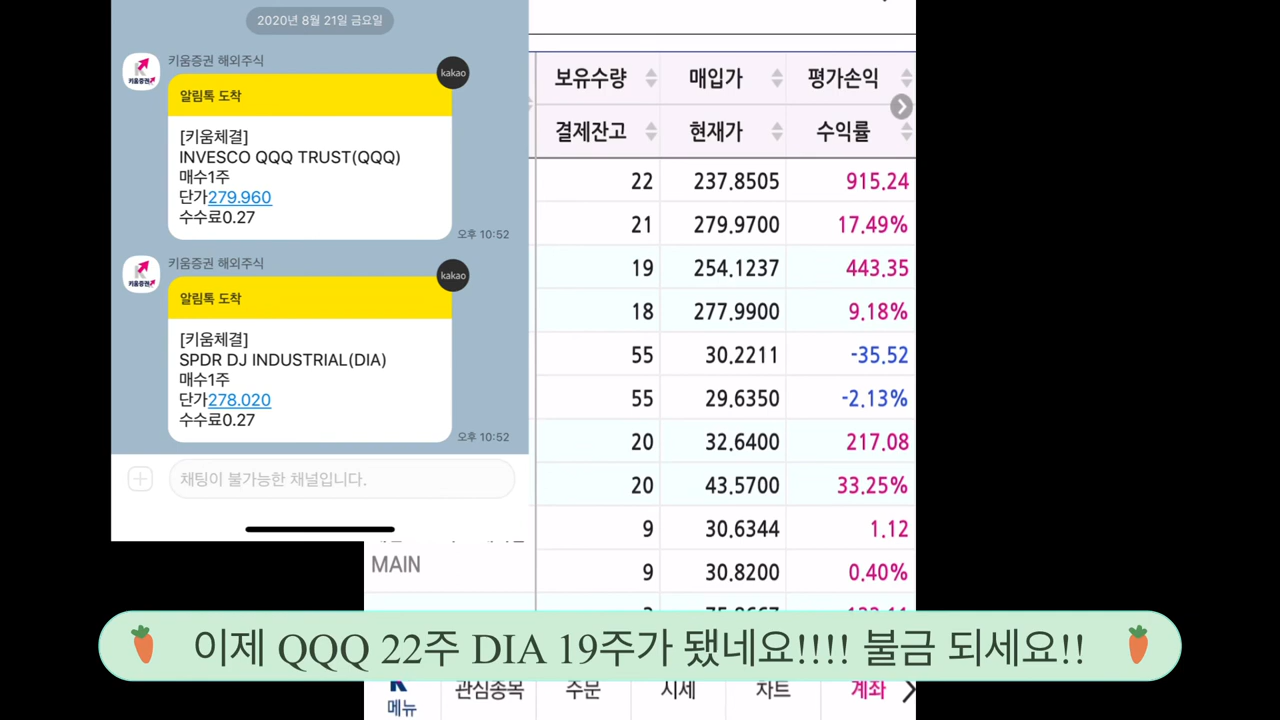 2020년 8월 21일 금요일
키움증권 해외주식
kakao
키움증권
알림톡 도착
[키움체결]
INVESCO QQQ TRUST(QQQ)
매수1주
단가279.960
수수료0.27
오후 10:52
키움증권 해외주식
kakao
키움증권
알림톡 도착
[키움체결]
SPDR DJ INDUSTRIAL(DIA)
매수1주
단가278.020
수수료0.27
오후 10:52
채팅이 불가능한 채널입니다.
보유수량 매입가 평가손익
결제잔고 현재가 수익률
22 237.8505 915.24
21 279.9700 17.49%
19 254.1237 443.35
18 277.9900 9.18%
55 30.2211 -35.52
55 29.6350 -2.13%
20 32.6400 217.08
20 43.5700 33.25%
9 30.6344 1.12
MAIN 9 30.8200 0.40%
이제 QQQ 22주 DIA 19주가 됐네요!!!! 불금 되세요!!
메뉴 관심종목 주문 시세 차트 계좌